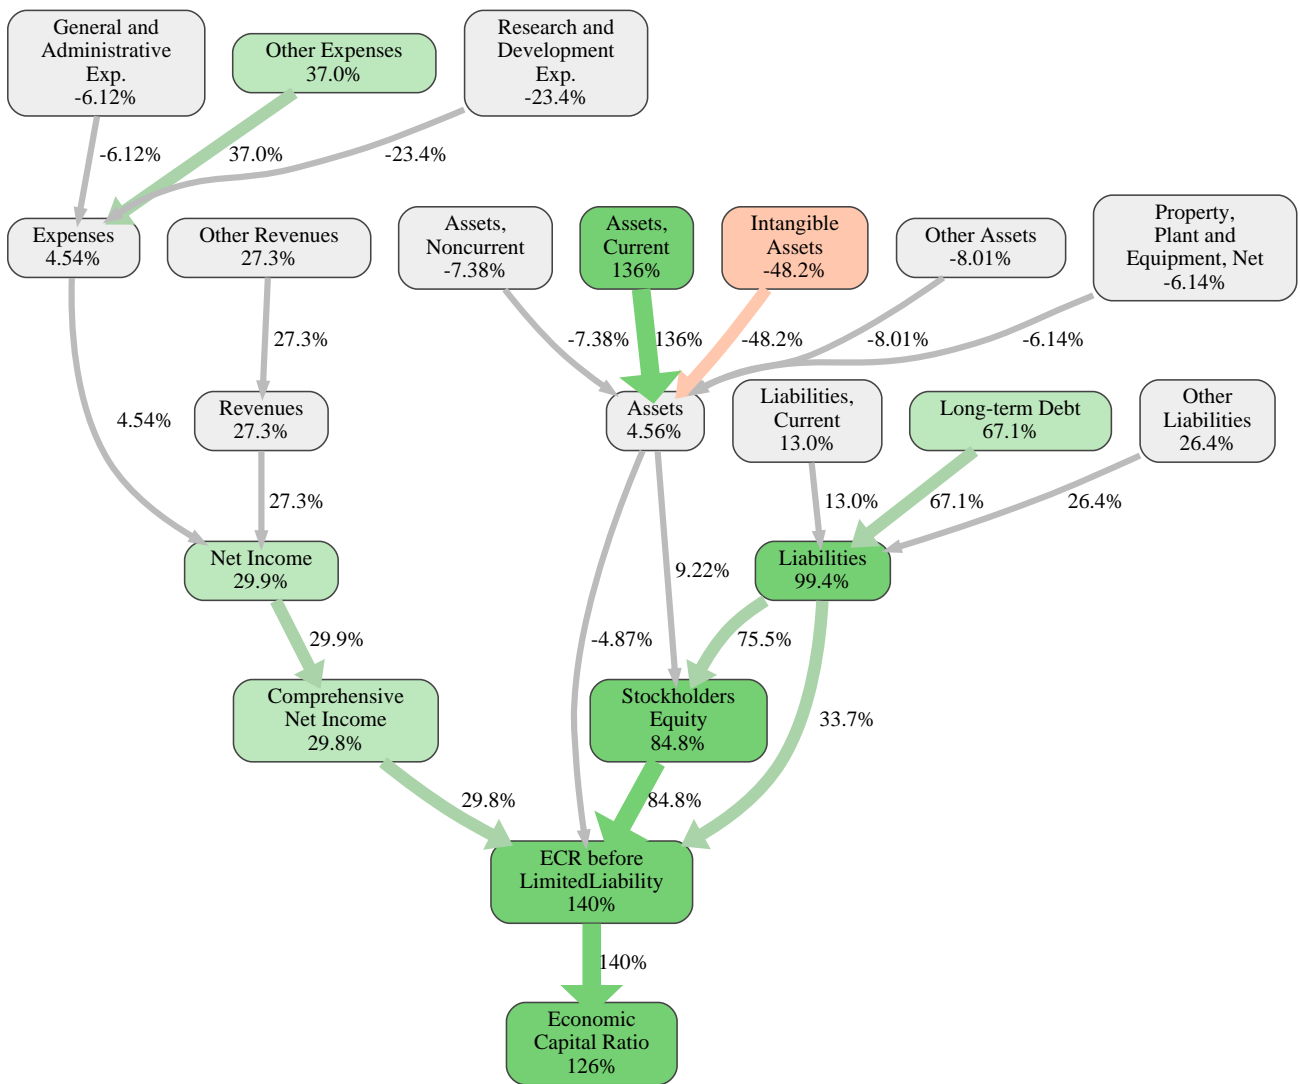 General and
Administrative
Exp.
-6.12%
Other Expenses
37.0%
Research and
Development
Exp.
-23.4%
-6.12%
37.0%
-23.4%
Expenses
4.54%
Other Revenues
27.3%
Assets,
Noncurrent
-7.38%
Assets,
Current
136%
Intangible
Assets
-48.2%
Other Assets
-8.01%
Property,
Plant and
Equipment, Net
-6.14%
27.3%
-7.38%
136%
-48.2%
-8.01%
-6.14%
4.54%
Revenues
27.3%
Assets
4.56%
Liabilities,
Current
13.0%
Long-term Debt
67.1%
Other
Liabilities
26.4%
27.3%
13.0%
67.1%
26.4%
Net Income
29.9%
9.22%
Liabilities
99.4%
29.9%
-4.87%
75.5%
Comprehensive
Net Income
29.8%
Stockholders
Equity
84.8%
33.7%
29.8%
84.8%
ECR before
LimitedLiability
140%
140%
Economic
Capital Ratio
126%